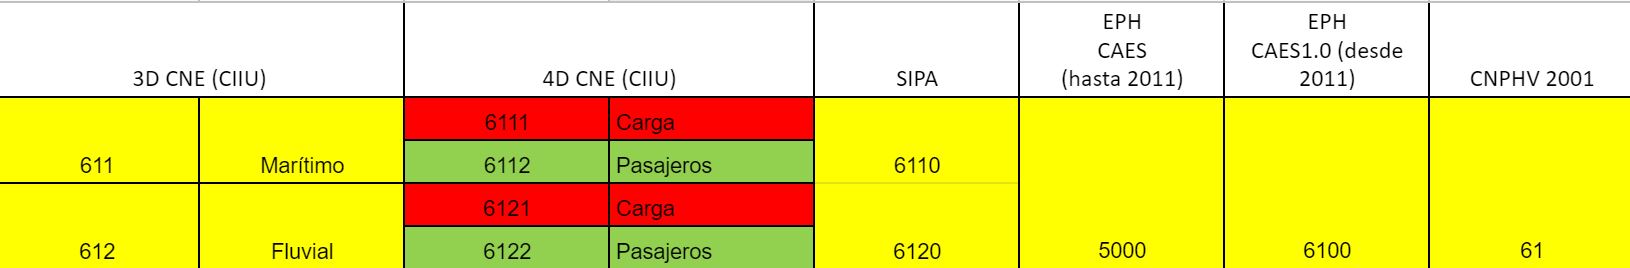 3D CNE (CIIU) 4D CNE (CIIU) SIPA EPH CAES (hasta 2011) EPH CAES1.0 (desde 2011) CNPHV 2001
6111 Carga
611 Marítimo 6112 Pasajeros 6110
6121 Carga
612 Fluvial 6122 Pasajeros 6120 5000 6100 61